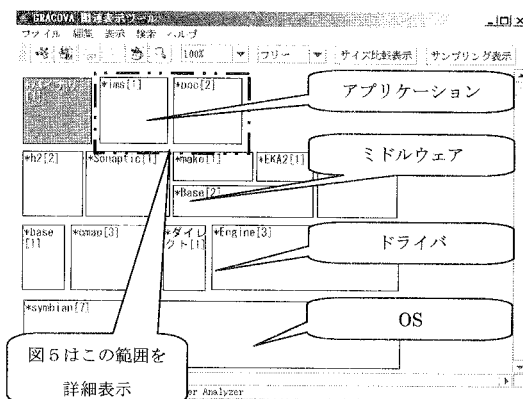 GRACOVA 関連表示ツール
ファイル 編集 表示 検索 ヘルプ
100% フリー サイズ比較表示 サンプリング表示
*ims[1] *poc[2]
アプリケーション
*h2[2] *Sonaptic[1] *make[1] *EKA2[1]
ミドルウェア
*Base[2]
*base[1] *omap[3] *ダイレクト[1] *Engine[3]
ドライバ
*symbian[7]
OS
図5はこの範囲を
詳細表示
er Analyzer